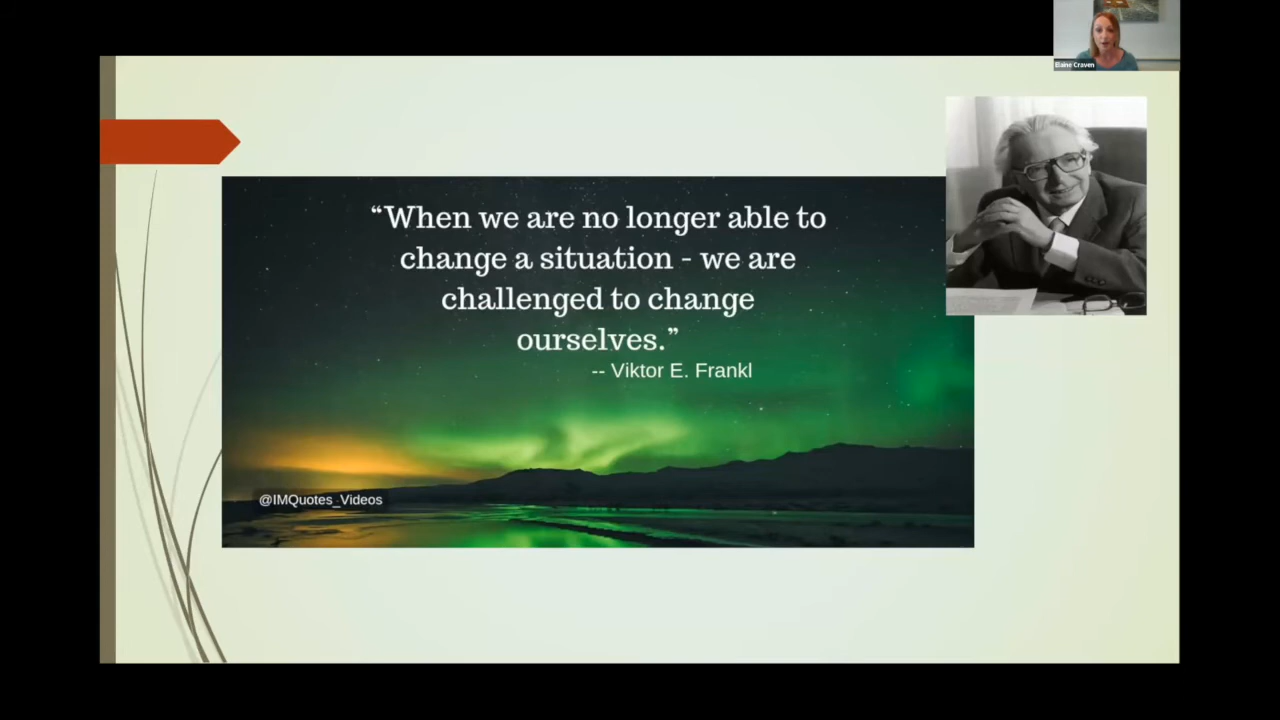 Elaine Craven
“When we are no longer able to
change a situation - we are
challenged to change
ourselves.”
-- Viktor E. Frankl
@IMQuotes_Videos